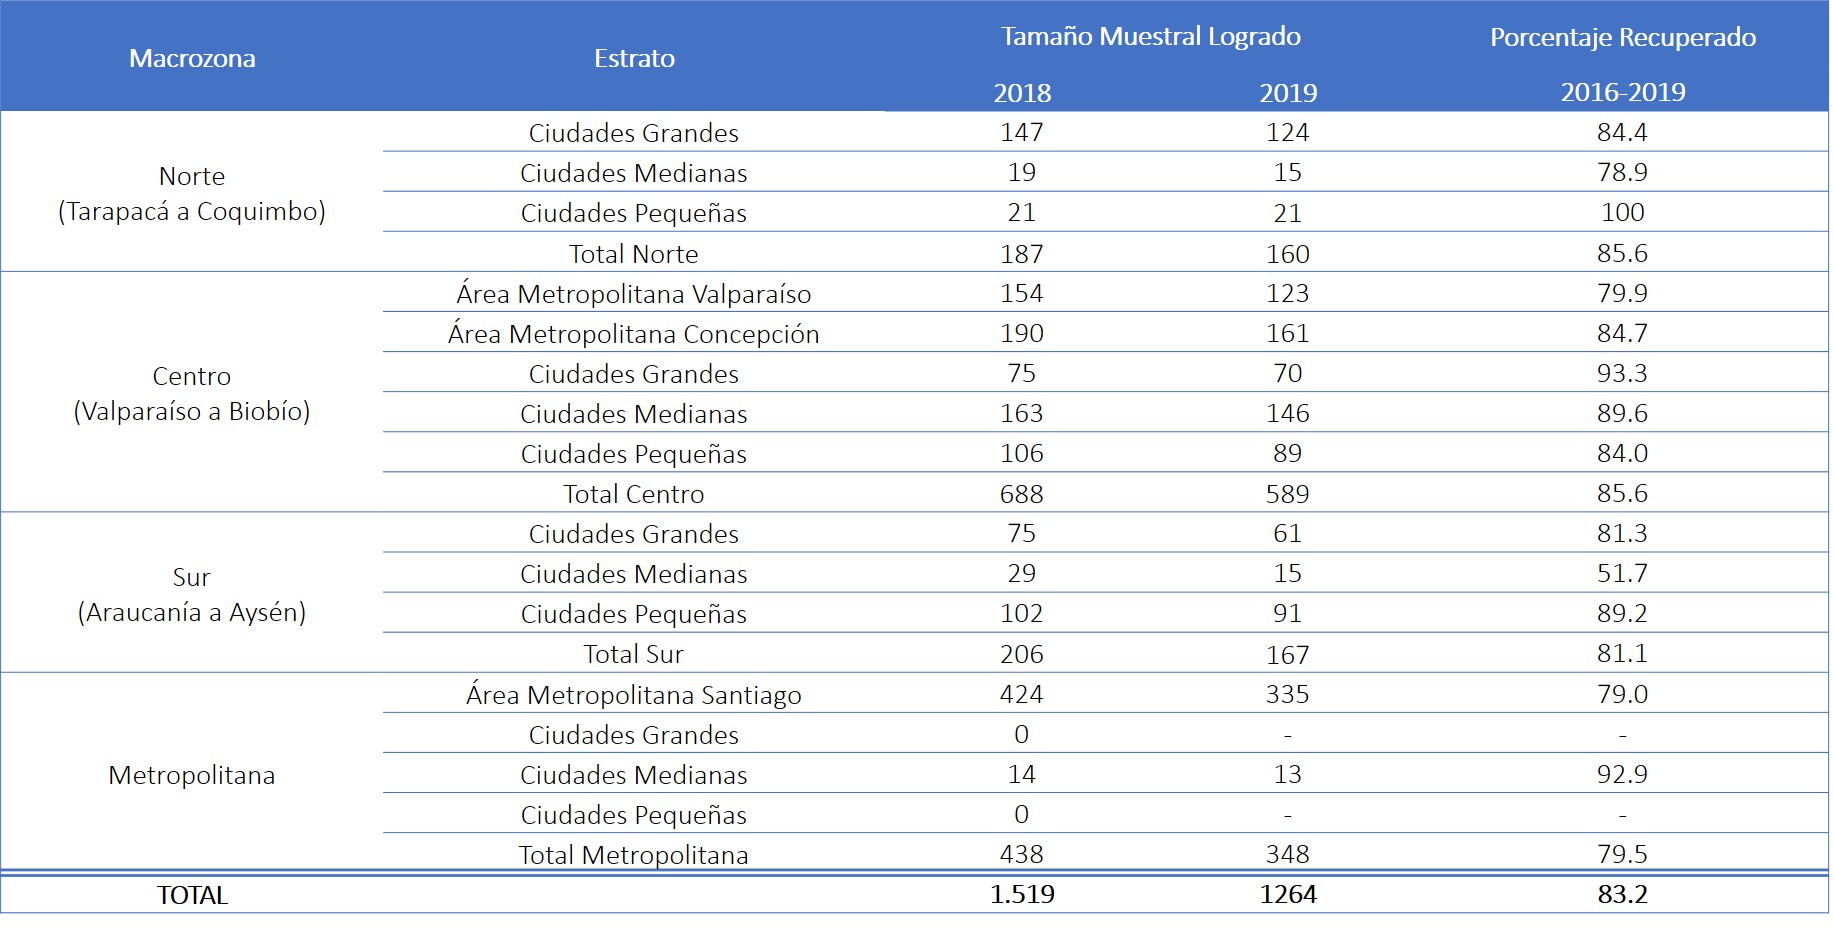 Macrozona Estrato Tamaño Muestral Logrado Porcentaje Recuperado
2018 2019 2016-2019
Norte
(Tarapacá a Coquimbo)
Ciudades Grandes 147 124 84.4
Ciudades Medianas 19 15 78.9
Ciudades Pequeñas 21 21 100
Total Norte 187 160 85.6
Centro
(Valparaíso a Biobío)
Área Metropolitana Valparaíso 154 123 79.9
Área Metropolitana Concepción 190 161 84.7
Ciudades Grandes 75 70 93.3
Ciudades Medianas 163 146 89.6
Ciudades Pequeñas 106 89 84.0
Total Centro 688 589 85.6
Sur
(Araucanía a Aysén)
Ciudades Grandes 75 61 81.3
Ciudades Medianas 29 15 51.7
Ciudades Pequeñas 102 91 89.2
Total Sur 206 167 81.1
Metropolitana
Área Metropolitana Santiago 424 335 79.0
Ciudades Grandes 0 - -
Ciudades Medianas 14 13 92.9
Ciudades Pequeñas 0 - -
Total Metropolitana 438 348 79.5
TOTAL 1.519 1264 83.2